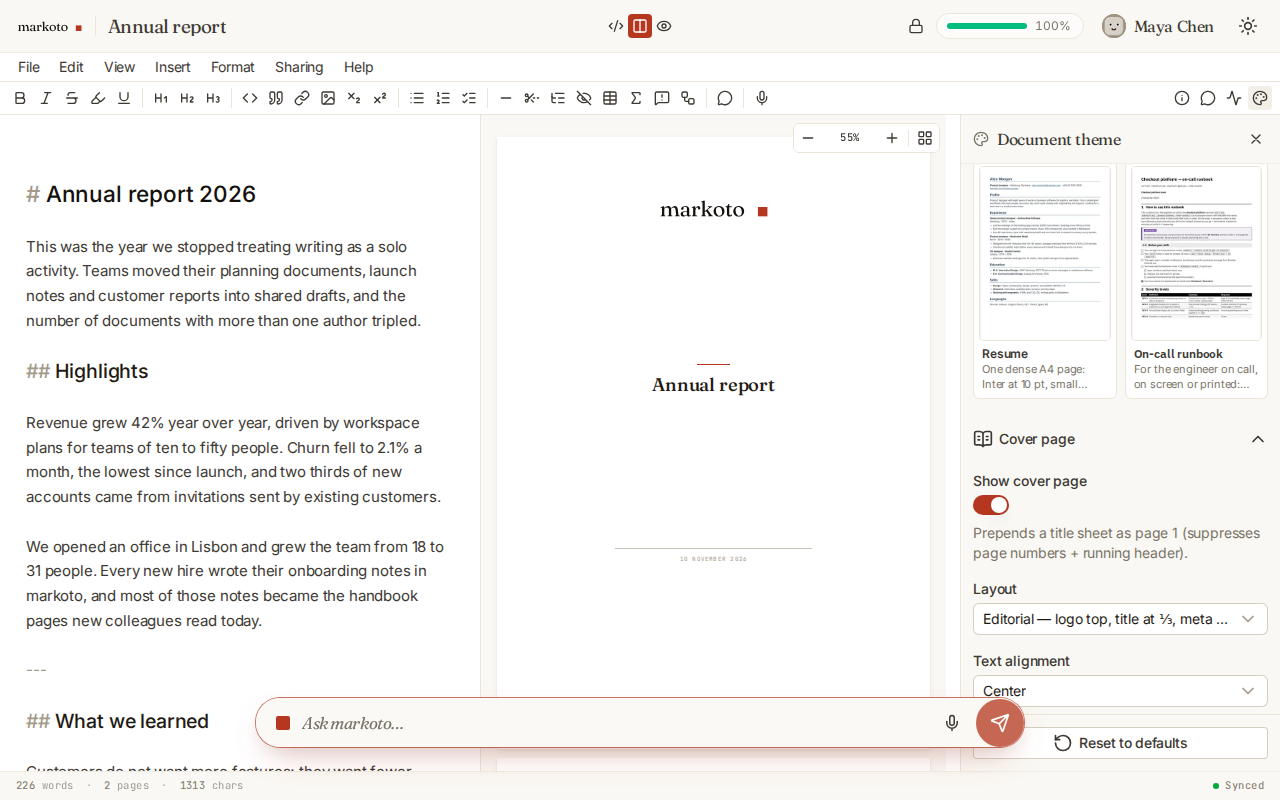 markoto
Annual report
100%
Maya Chen
File Edit View Insert Format Sharing Help
H1 H2 H3
55%
# Annual report 2026
This was the year we stopped treating writing as a solo
activity. Teams moved their planning documents, launch
notes and customer reports into shared drafts, and the
number of documents with more than one author tripled.
## Highlights
Revenue grew 42% year over year, driven by workspace
plans for teams of ten to fifty people. Churn fell to 2.1% a
month, the lowest since launch, and two thirds of new
accounts came from invitations sent by existing customers.
We opened an office in Lisbon and grew the team from 18 to
31 people. Every new hire wrote their onboarding notes in
markoto, and most of those notes became the handbook
pages new colleagues read today.
---
## What we learned
markoto
Annual report
10 NOVEMBER 2026
Document theme
Resume
One dense A4 page:
Inter at 10 pt, small...
On-call runbook
For the engineer on call,
on screen or printed:...
Cover page
Show cover page
Prepends a title sheet as page 1 (suppresses
page numbers + running header).
Layout
Editorial — logo top, title at ⅓, meta ...
Text alignment
Center
Reset to defaults
Ask markoto...
226 words · 2 pages · 1313 chars
Synced